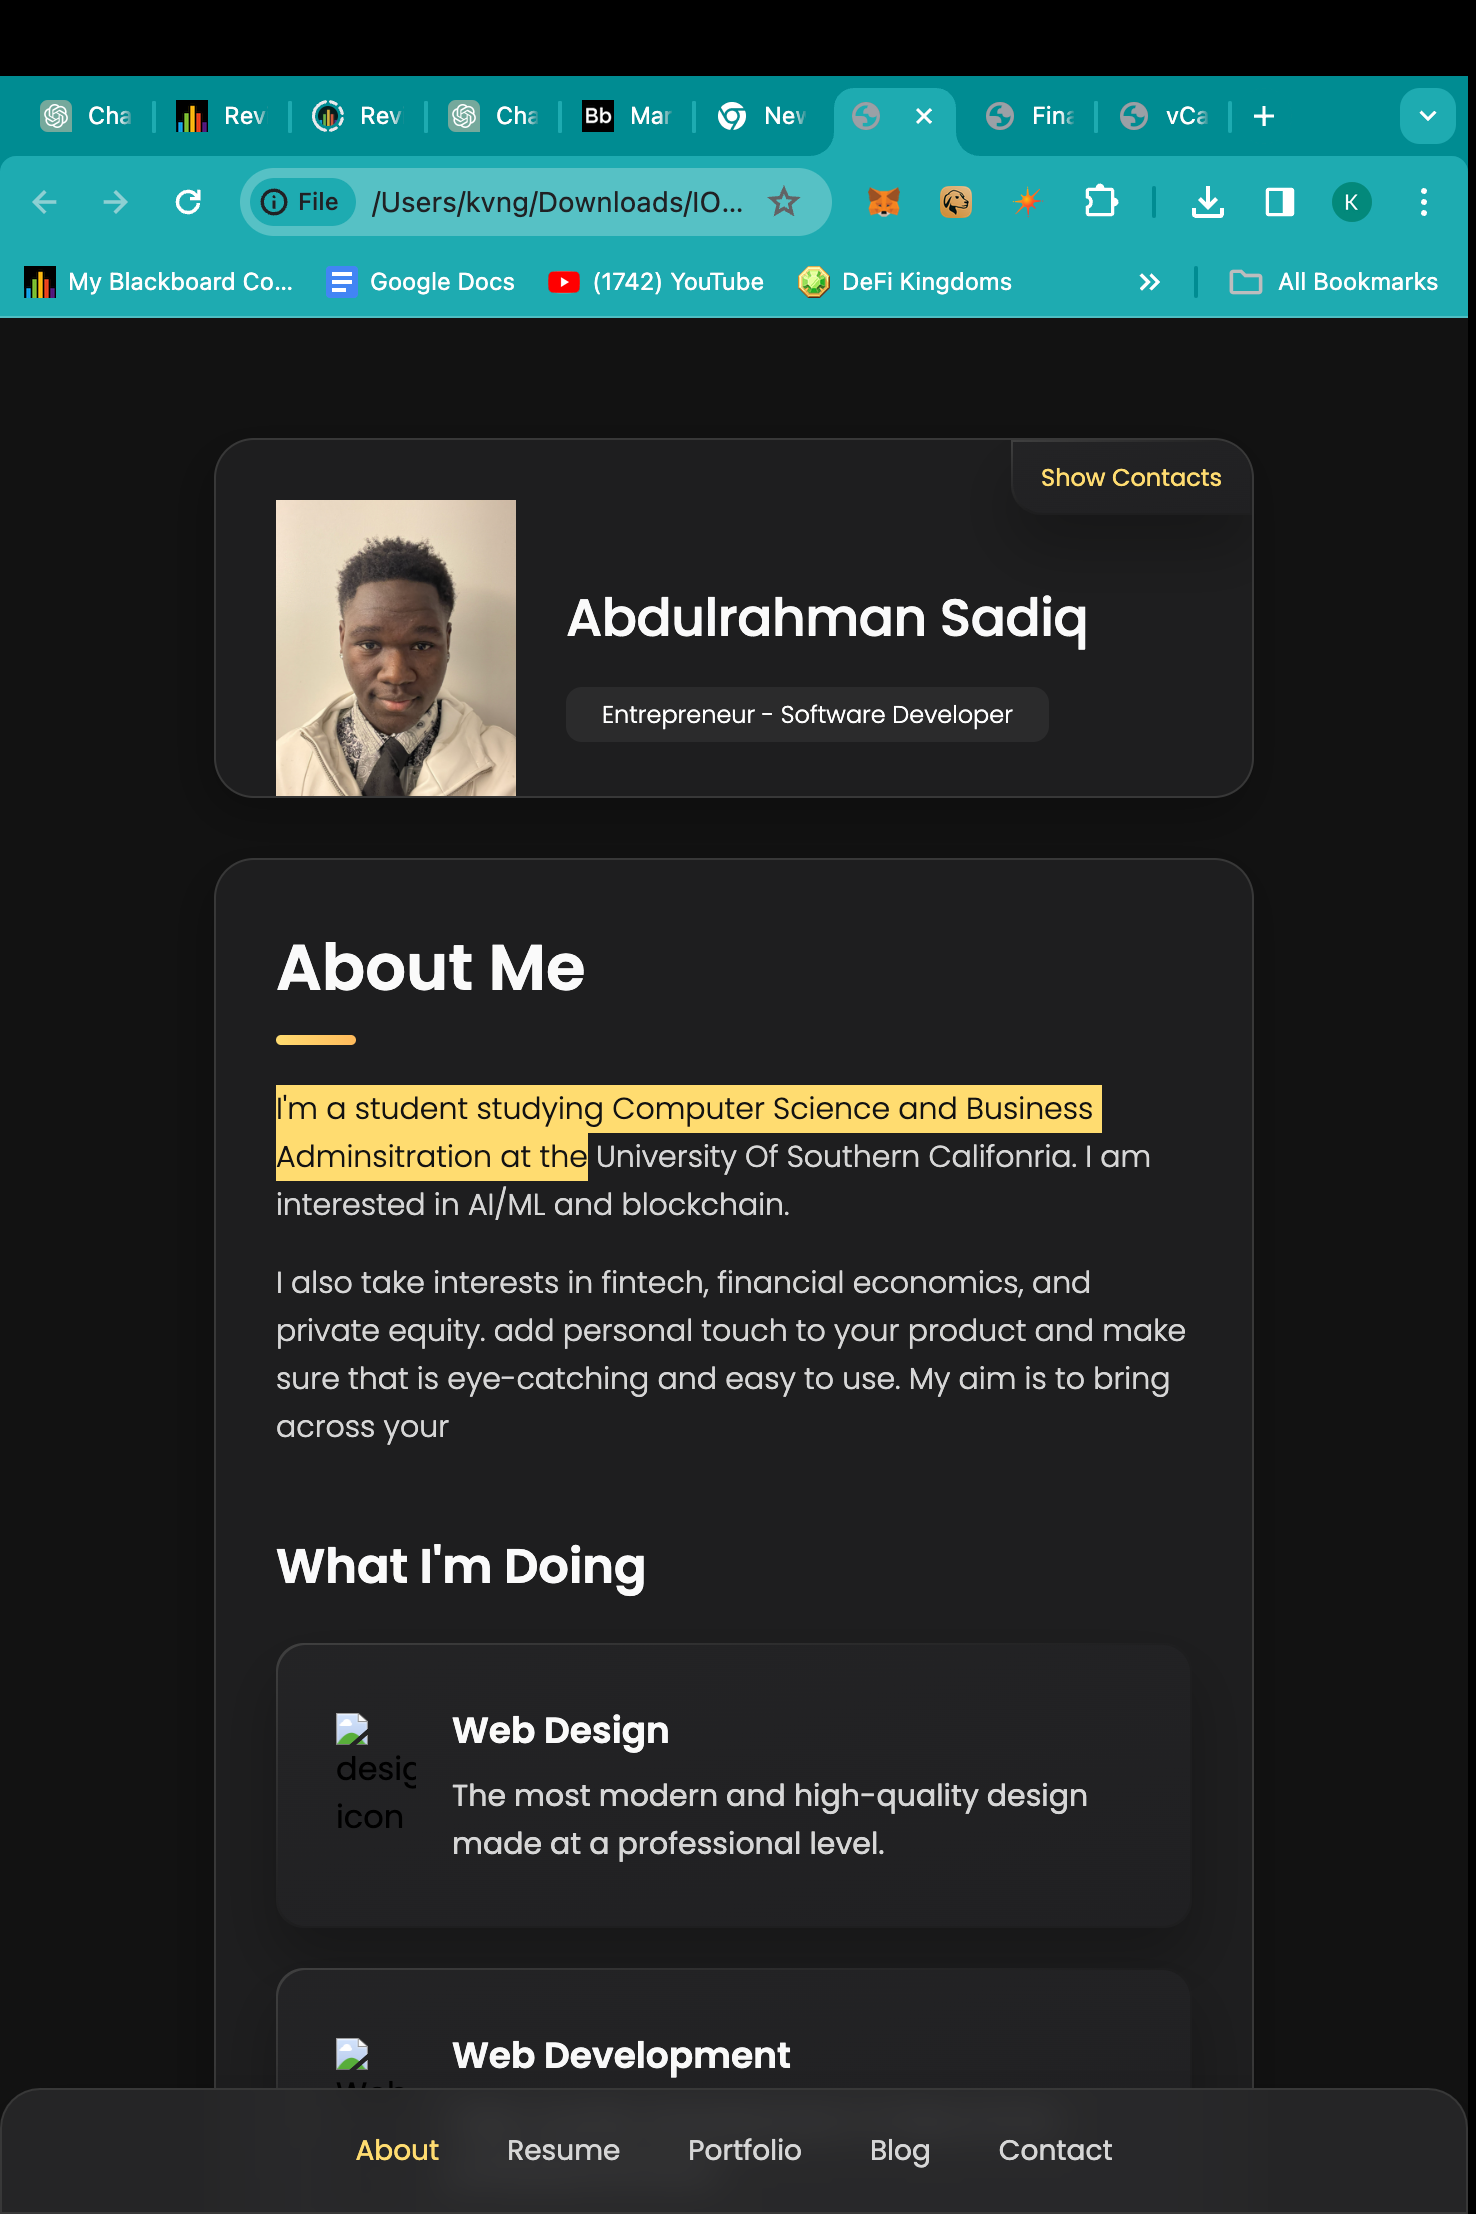 Cha
Rev
Rev
Cha
Bb Mar
New
Fina
vCa
File /Users/kvng/Downloads/IO...
K
My Blackboard Co...
Google Docs
(1742) YouTube
DeFi Kingdoms
All Bookmarks
Show Contacts
Abdulrahman Sadiq
Entrepreneur - Software Developer
About Me
I'm a student studying Computer Science and Business
Adminsitration at the University Of Southern Califonria. I am
interested in AI/ML and blockchain.
I also take interests in fintech, financial economics, and
private equity. add personal touch to your product and make
sure that is eye-catching and easy to use. My aim is to bring
across your
What I'm Doing
desig
icon
Web Design
The most modern and high-quality design
made at a professional level.
Web Development
About Resume Portfolio Blog Contact